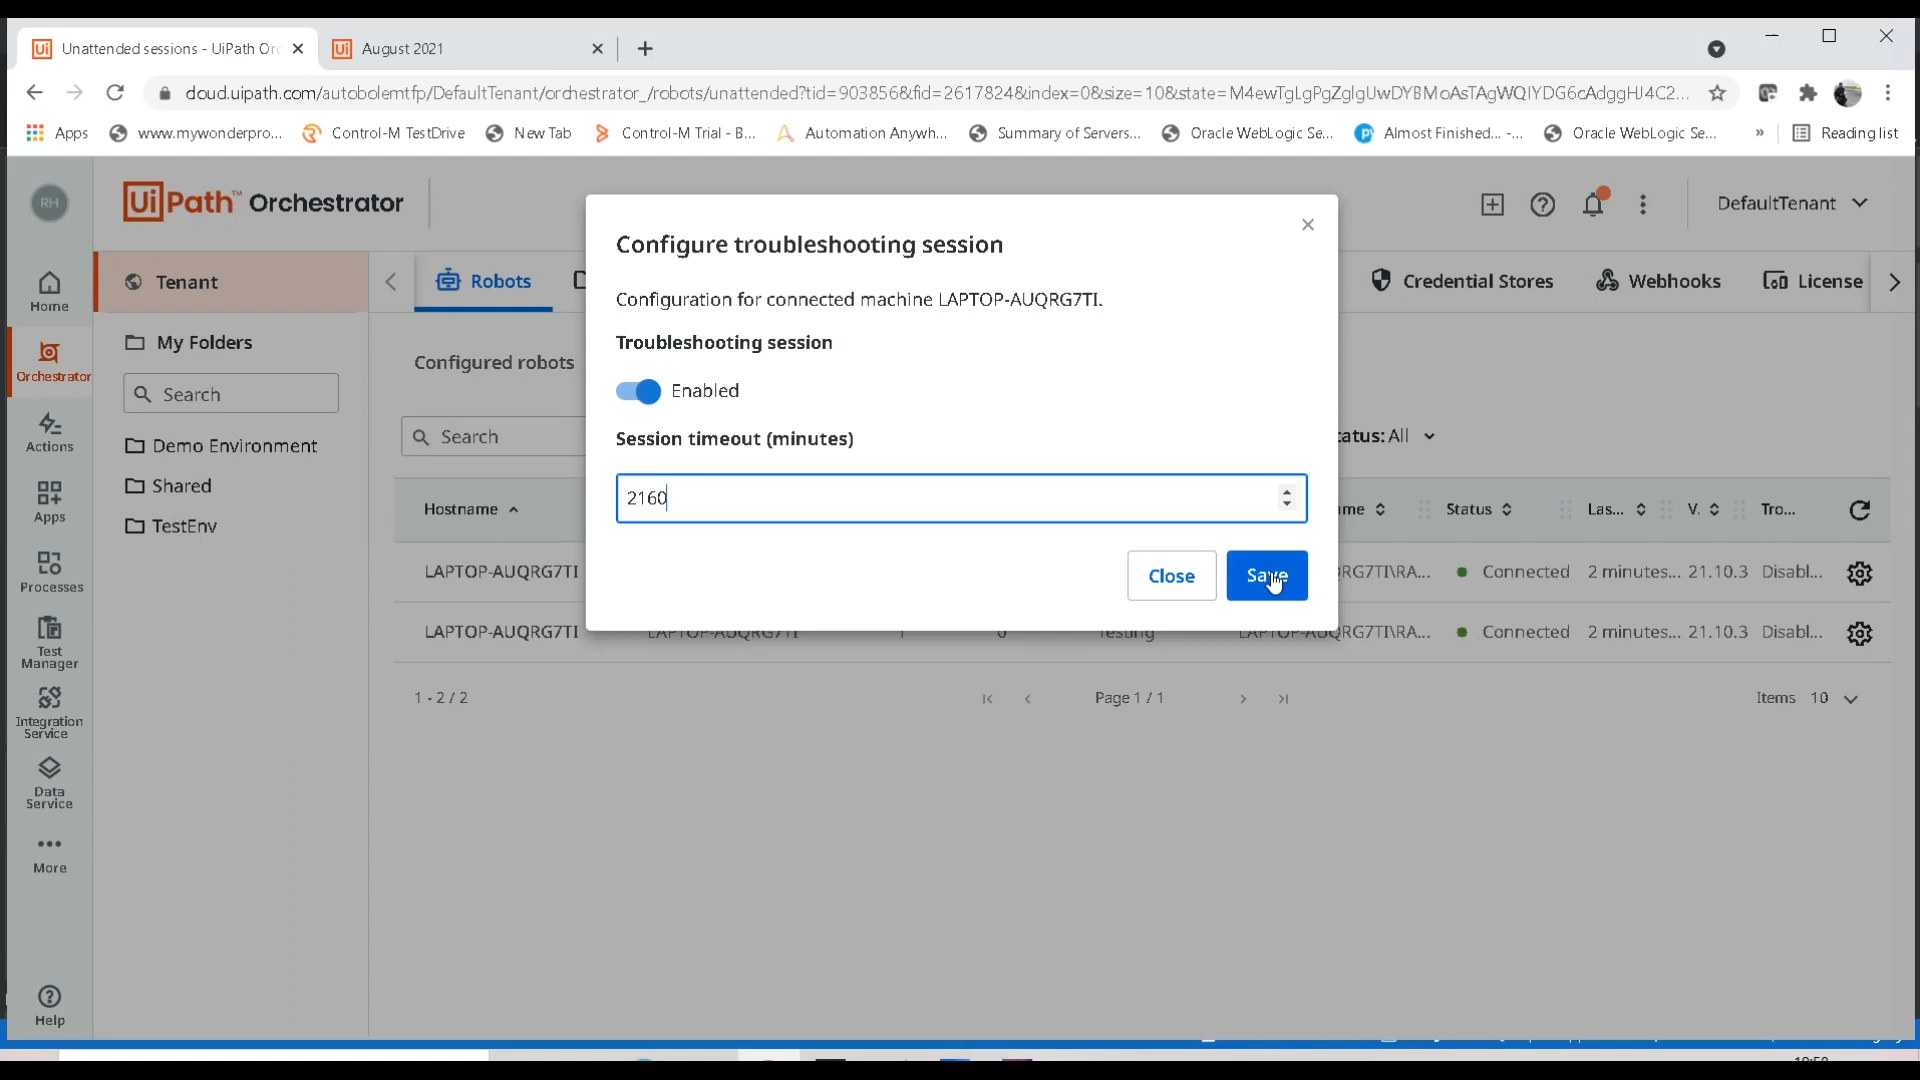 Unattended sessions - UiPath Orc
August 2021
cloud.uipath.com/autobolemtfp/DefaultTenant/orchestrator_/robots/unattended?tid=903856&fid=2617824&index=0&size=10&state=M4ewTgLgPgZglgUwDYBMoAsTAgWQIYDG6cAdggHJ4C2...
Apps
www.mywonderpro...
Control-M TestDrive
New Tab
Control-M Trial - B...
Automation Anywh...
Summary of Servers...
Oracle WebLogic Se...
Almost Finished... -...
Oracle WebLogic Se...
»
Reading list
RH
UiPath™ Orchestrator
DefaultTenant
Home
Orchestrator
Actions
Apps
Processes
Test
Manager
Integration
Service
Data
Service
More
Help
Tenant
My Folders
Search
Demo Environment
Shared
TestEnv
Robots
Credential Stores
Webhooks
License
Configured robots
Search
atus: All
Hostname
me
Status
Las...
V.
Tro...
LAPTOP-AUQRG7TI
RG7TI\RA...
Connected
2 minutes...
21.10.3
Disabl...
LAPTOP-AUQRG7TI
LAPTOP-AUQRG7TI
1
0
Testing
LAPTOP-AUQRG7TI\RA...
Connected
2 minutes...
21.10.3
Disabl...
1 - 2 / 2
Page 1 / 1
Items 10
Configure troubleshooting session
Configuration for connected machine LAPTOP-AUQRG7TI.
Troubleshooting session
Enabled
Session timeout (minutes)
2160
Close
Save